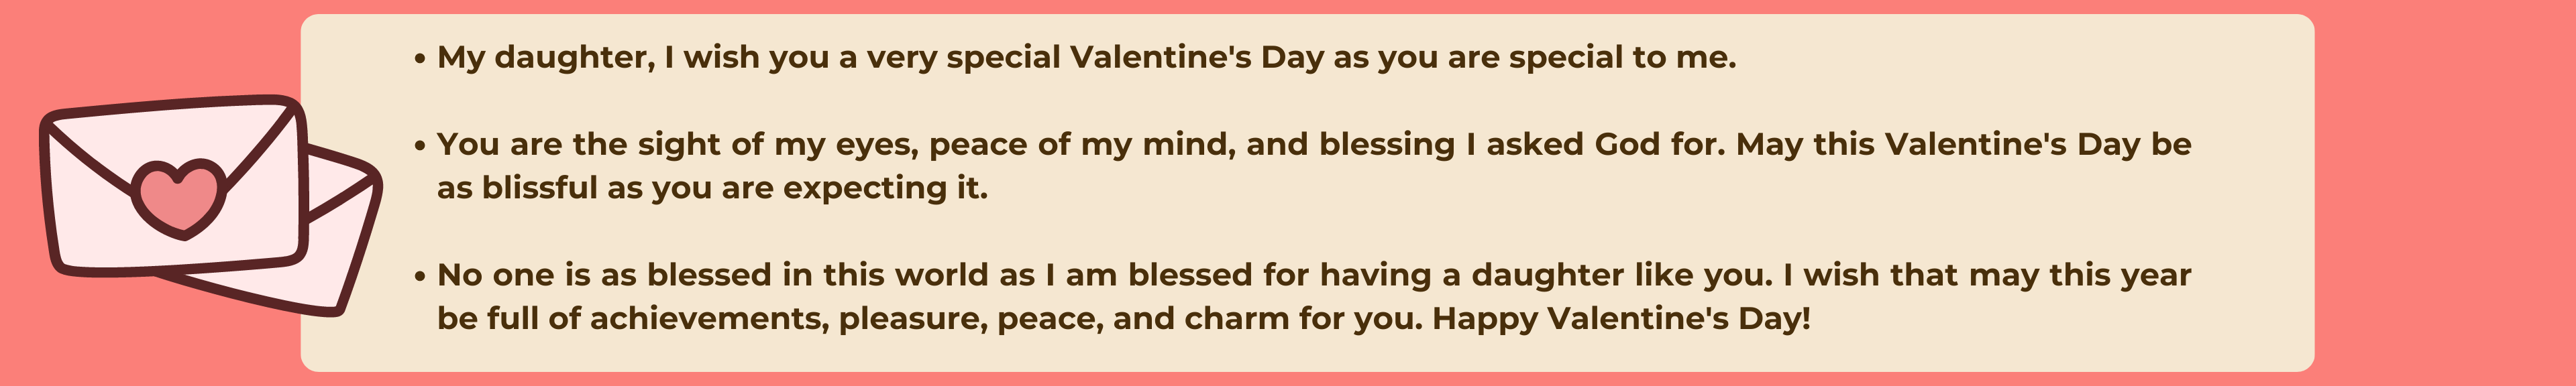 • My daughter, I wish you a very special Valentine's Day as you are special to me.
• You are the sight of my eyes, peace of my mind, and blessing I asked God for. May this Valentine's Day be
as blissful as you are expecting it.
• No one is as blessed in this world as I am blessed for having a daughter like you. I wish that may this year
be full of achievements, pleasure, peace, and charm for you. Happy Valentine's Day!